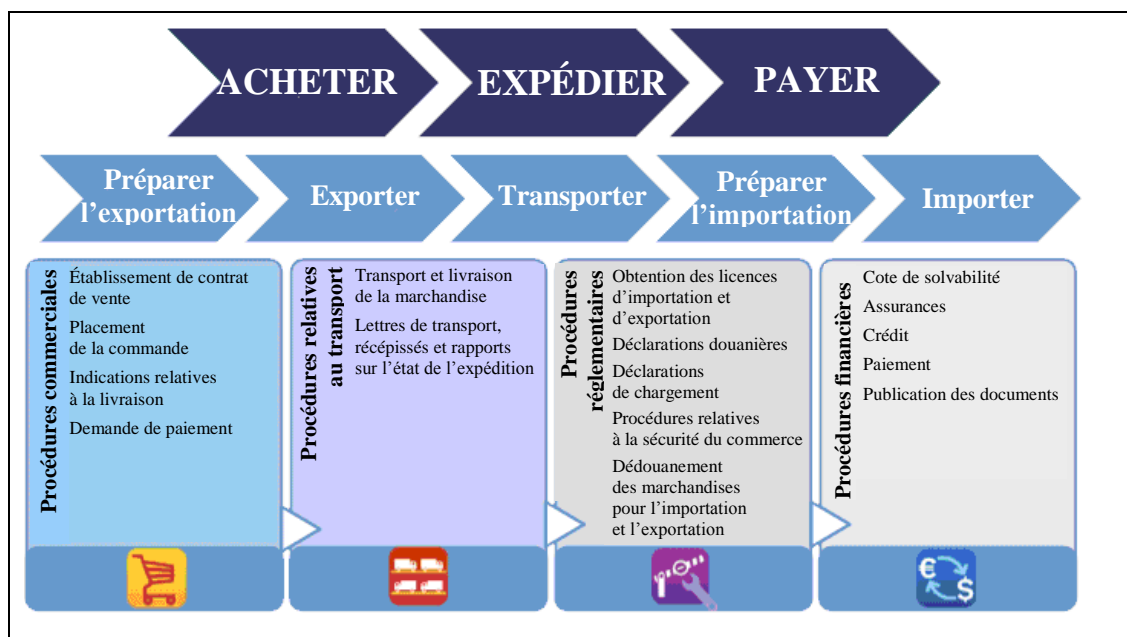 ACHETER
EXPÉDIER
PAYER
Préparer
l’exportation
Exporter
Transporter
Préparer
l’importation
Importer
Procédures commerciales
Établissement de contrat
de vente
Placement
de la commande
Indications relatives
à la livraison
Demande de paiement
Procédures relatives
au transport
Transport et livraison
de la marchandise
Lettres de transport,
récépissés et rapports
sur l’état de l’expédition
Procédures
réglementaires
Obtention des licences
d’importation et
d’exportation
Déclarations douanières
Déclarations
de chargement
Procédures relatives
à la sécurité du commerce
Dédouanement
des marchandises
pour l’importation
et l’exportation
Procédures financières
Cote de solvabilité
Assurances
Crédit
Paiement
Publication des documents
€
$